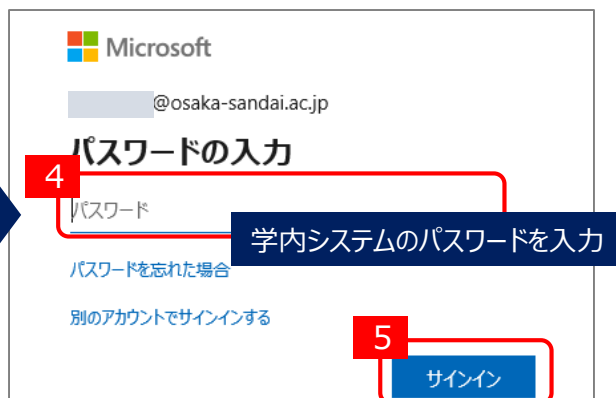 Microsoft
@osaka-sandai.ac.jp
パスワードの入力
4
パスワード
学内システムのパスワードを入力
パスワードを忘れた場合
別のアカウントでサインインする
5
サインイン